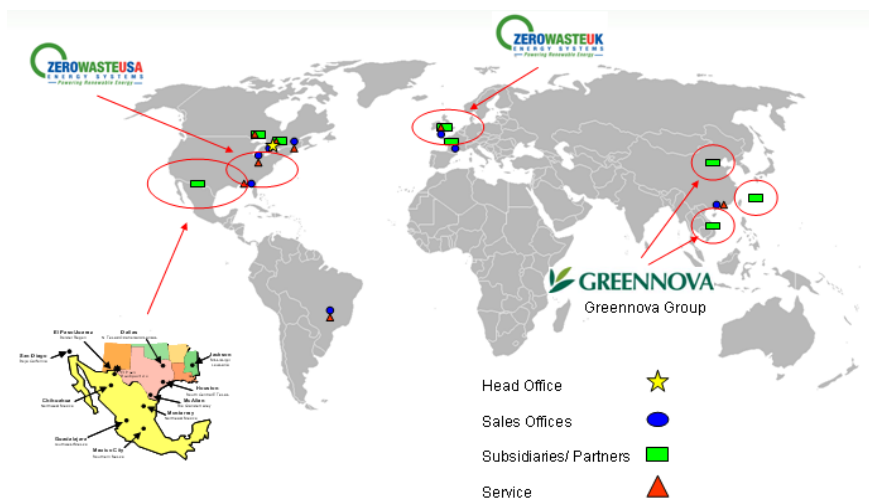 ZEROWASTEUK
ENERGY SYSTEMS
Powering Renewable Energy
ZEROWASTEUSA
ENERGY SYSTEMS
Powering Renewable Energy
GREENNOVA
Greennova Group
El Paso/Juarez
Dallas
San Diego
Jackson
Houston
McAllen
Chihuahua
Monterrey
Guadalajara
Mexico City
Head Office
Sales Offices
Subsidiaries/ Partners
Service